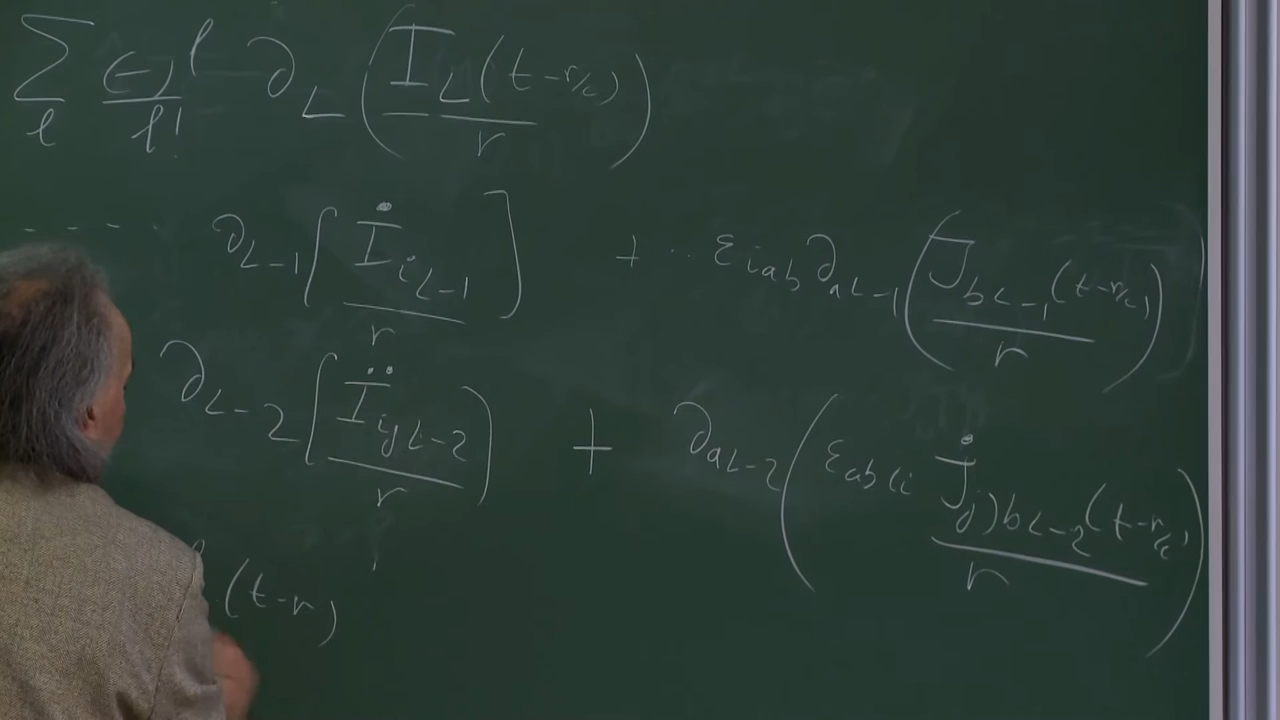 ∑_ℓ (-)^ℓ/ℓ! ∂_L ( I_L(t-r/c) / r )
---- ∂_{L-1} [ İ_{iL-1} / r ] + .. ε_{iab} ∂_{aL-1} ( J_{bL-1}(t-r/c) / r )
∂_{L-2} [ Ï_{ijL-2} / r ) + ∂_{aL-2} ( ε_{ab(i} J̇_{j)bL-2}(t-r/c) / r )
(t-r)